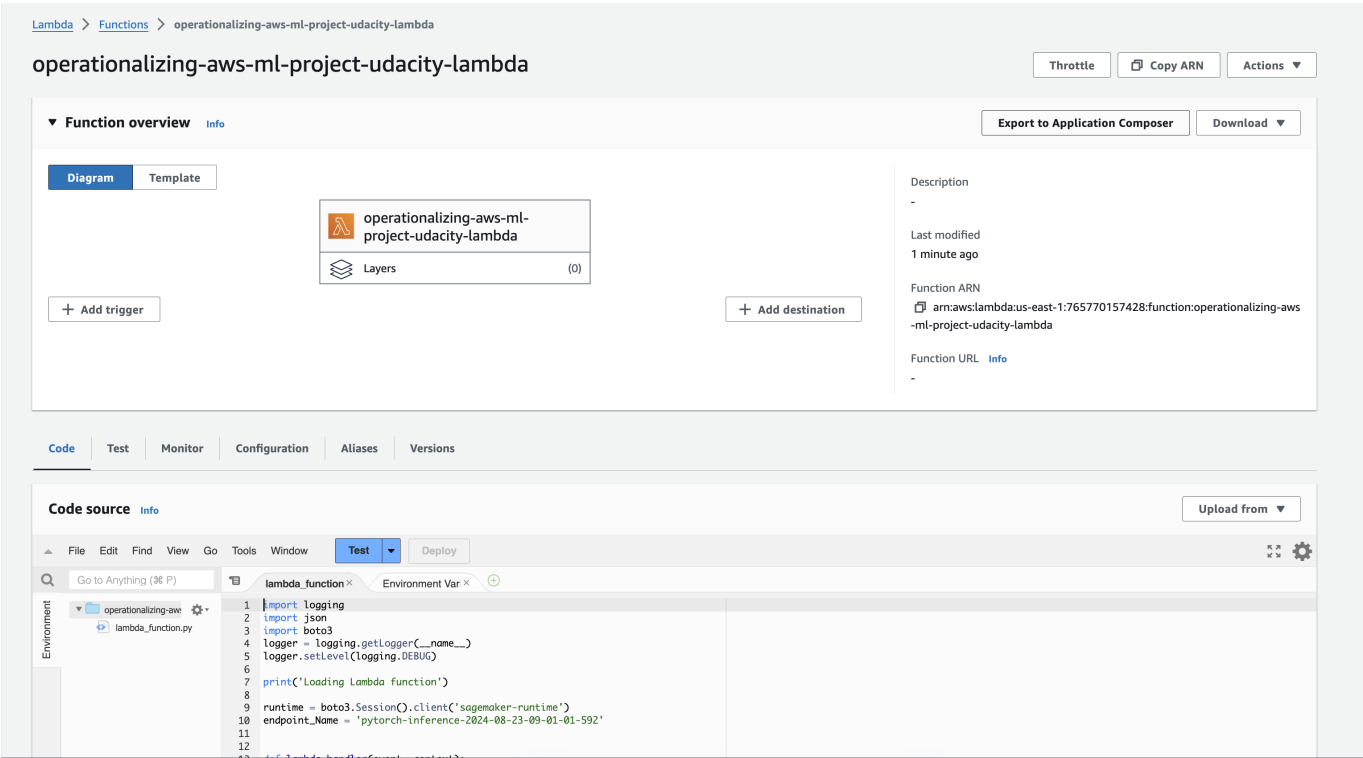 Lambda > Functions > operationalizing-aws-ml-project-udacity-lambda
operationalizing-aws-ml-project-udacity-lambda
Throttle
Copy ARN
Actions
Function overview Info
Export to Application Composer
Download
Diagram
Template
operationalizing-aws-ml-
project-udacity-lambda
Layers (0)
+ Add trigger
+ Add destination
Description
-
Last modified
1 minute ago
Function ARN
arn:aws:lambda:us-east-1:765770157428:function:operationalizing-aws
-ml-project-udacity-lambda
Function URL Info
-
Code
Test
Monitor
Configuration
Aliases
Versions
Code source Info
Upload from
File Edit Find View Go Tools Window
Test
Deploy
Go to Anything (⌘ P)
lambda_function ×
Environment Var ×
Environment
operationalizing-aws
lambda_function.py
1 import logging
2 import json
3 import boto3
4 logger = logging.getLogger(__name__)
5 logger.setLevel(logging.DEBUG)
6
7 print('Loading Lambda function')
8
9 runtime = boto3.Session().client('sagemaker-runtime')
10 endpoint_Name = 'pytorch-inference-2024-08-23-09-01-01-592'
11
12